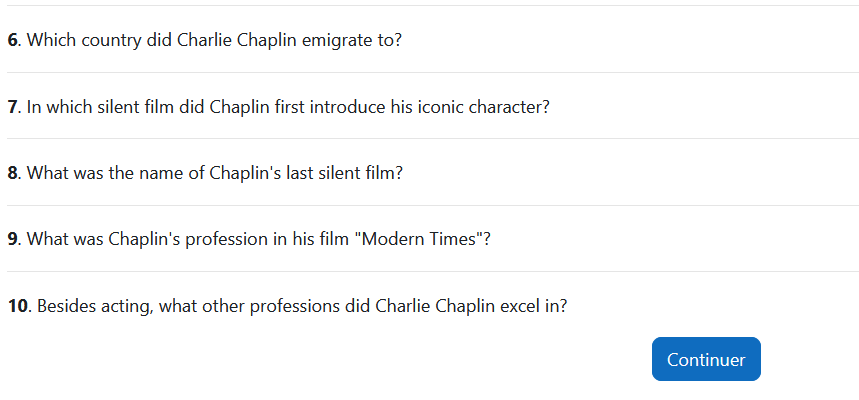 6. Which country did Charlie Chaplin emigrate to?
7. In which silent film did Chaplin first introduce his iconic character?
8. What was the name of Chaplin's last silent film?
9. What was Chaplin's profession in his film "Modern Times"?
10. Besides acting, what other professions did Charlie Chaplin excel in?
Continuer